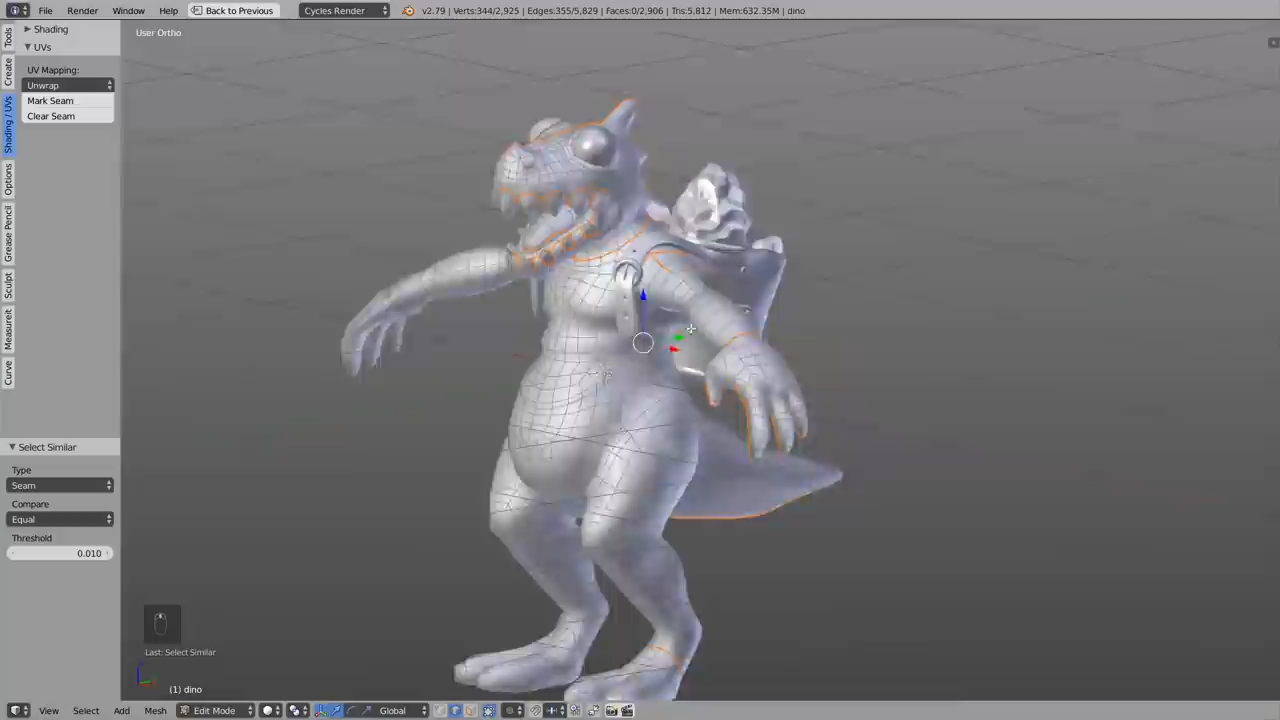 File Render Window Help Back to Previous Cycles Render v2.79 | Verts:344/2,925 | Edges:355/5,829 | Faces:0/2,906 | Tris:5,812 | Mem:632.35M | dino
Shading
User Ortho
UVs
UV Mapping:
Unwrap
Mark Seam
Clear Seam
Tools
Create
Shading / UVs
Options
Grease Pencil
Sculpt
Measureit
Curve
Select Similar
Type
Seam
Compare
Equal
Threshold
0.010
Last: Select Similar
(1) dino
View Select Add Mesh Edit Mode Global